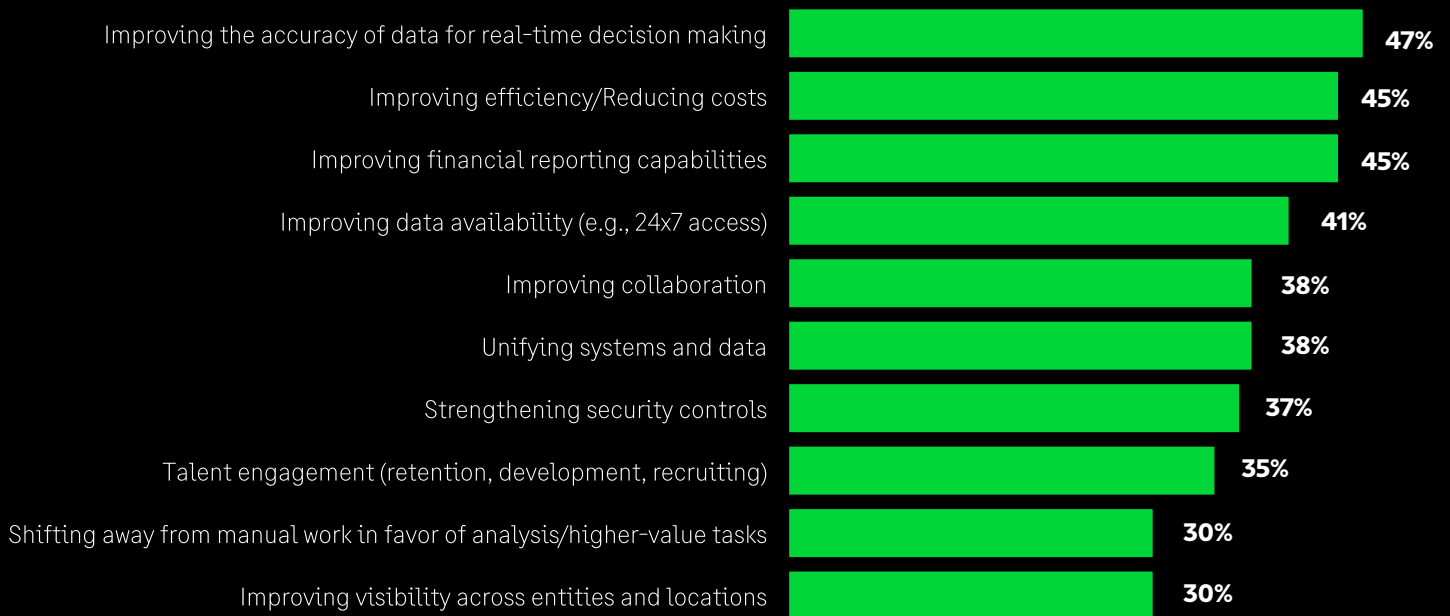 Improving the accuracy of data for real-time decision making 47%
Improving efficiency/Reducing costs 45%
Improving financial reporting capabilities 45%
Improving data availability (e.g., 24x7 access) 41%
Improving collaboration 38%
Unifying systems and data 38%
Strengthening security controls 37%
Talent engagement (retention, development, recruiting) 35%
Shifting away from manual work in favor of analysis/higher-value tasks 30%
Improving visibility across entities and locations 30%